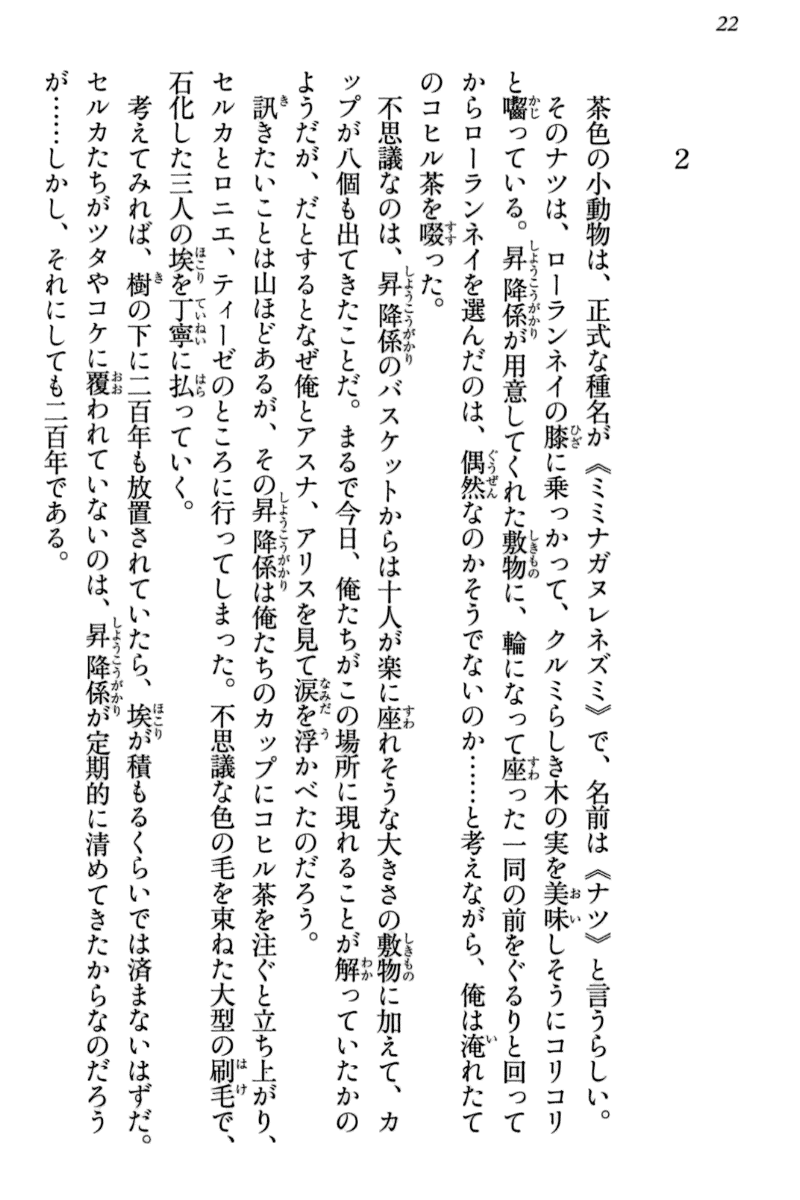 22
2
茶色の小動物は、正式な種名が《ミミナガヌレネズミ》で、名前は《ナツ》と言うらしい。
そのナツは、ローランネイの膝に乗っかって、クルミらしき木の実を美味しそうにコリコリ
と囓っている。昇降係が用意してくれた敷物に、輪になって座った一同の前をぐるりと回って
からローランネイを選んだのは、偶然なのかそうでないのか……と考えながら、俺は淹れたて
のコヒル茶を啜った。
不思議なのは、昇降係のバスケットからは十人が楽に座れそうな大きさの敷物に加えて、カ
ップが八個も出てきたことだ。まるで今日、俺たちがこの場所に現れることが解っていたかの
ようだが、だとするとなぜ俺とアスナ、アリスを見て涙を浮かべたのだろう。
訊きたいことは山ほどあるが、その昇降係は俺たちのカップにコヒル茶を注ぐと立ち上がり、
セルカとロニエ、ティーゼのところに行ってしまった。不思議な色の毛を束ねた大型の刷毛で、
石化した三人の埃を丁寧に払っていく。
考えてみれば、樹の下に二百年も放置されていたら、埃が積もるくらいでは済まないはずだ。
セルカたちがツタやコケに覆われていないのは、昇降係が定期的に清めてきたからなのだろう
が……しかし、それにしても二百年である。